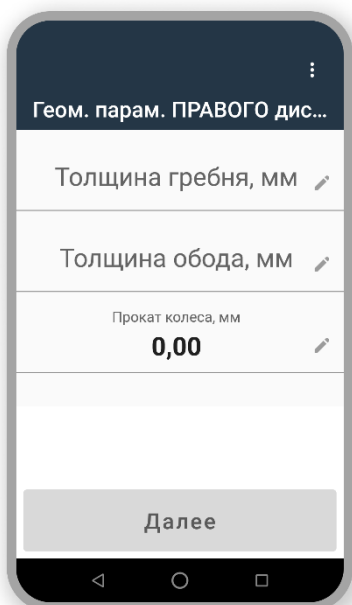 Геом. парам. ПРАВОГО дис...
Толщина гребня, мм
Толщина обода, мм
Прокат колеса, мм
0,00
Далее